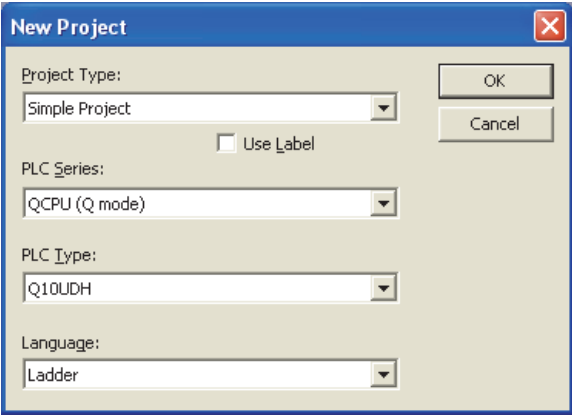 New Project
Project Type:
OK
Simple Project
Cancel
Use Label
PLC Series:
QCPU (Q mode)
PLC Type:
Q10UDH
Language:
Ladder